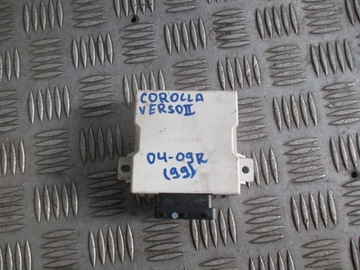 COROLLA
VERSO II
04-09R
(99)